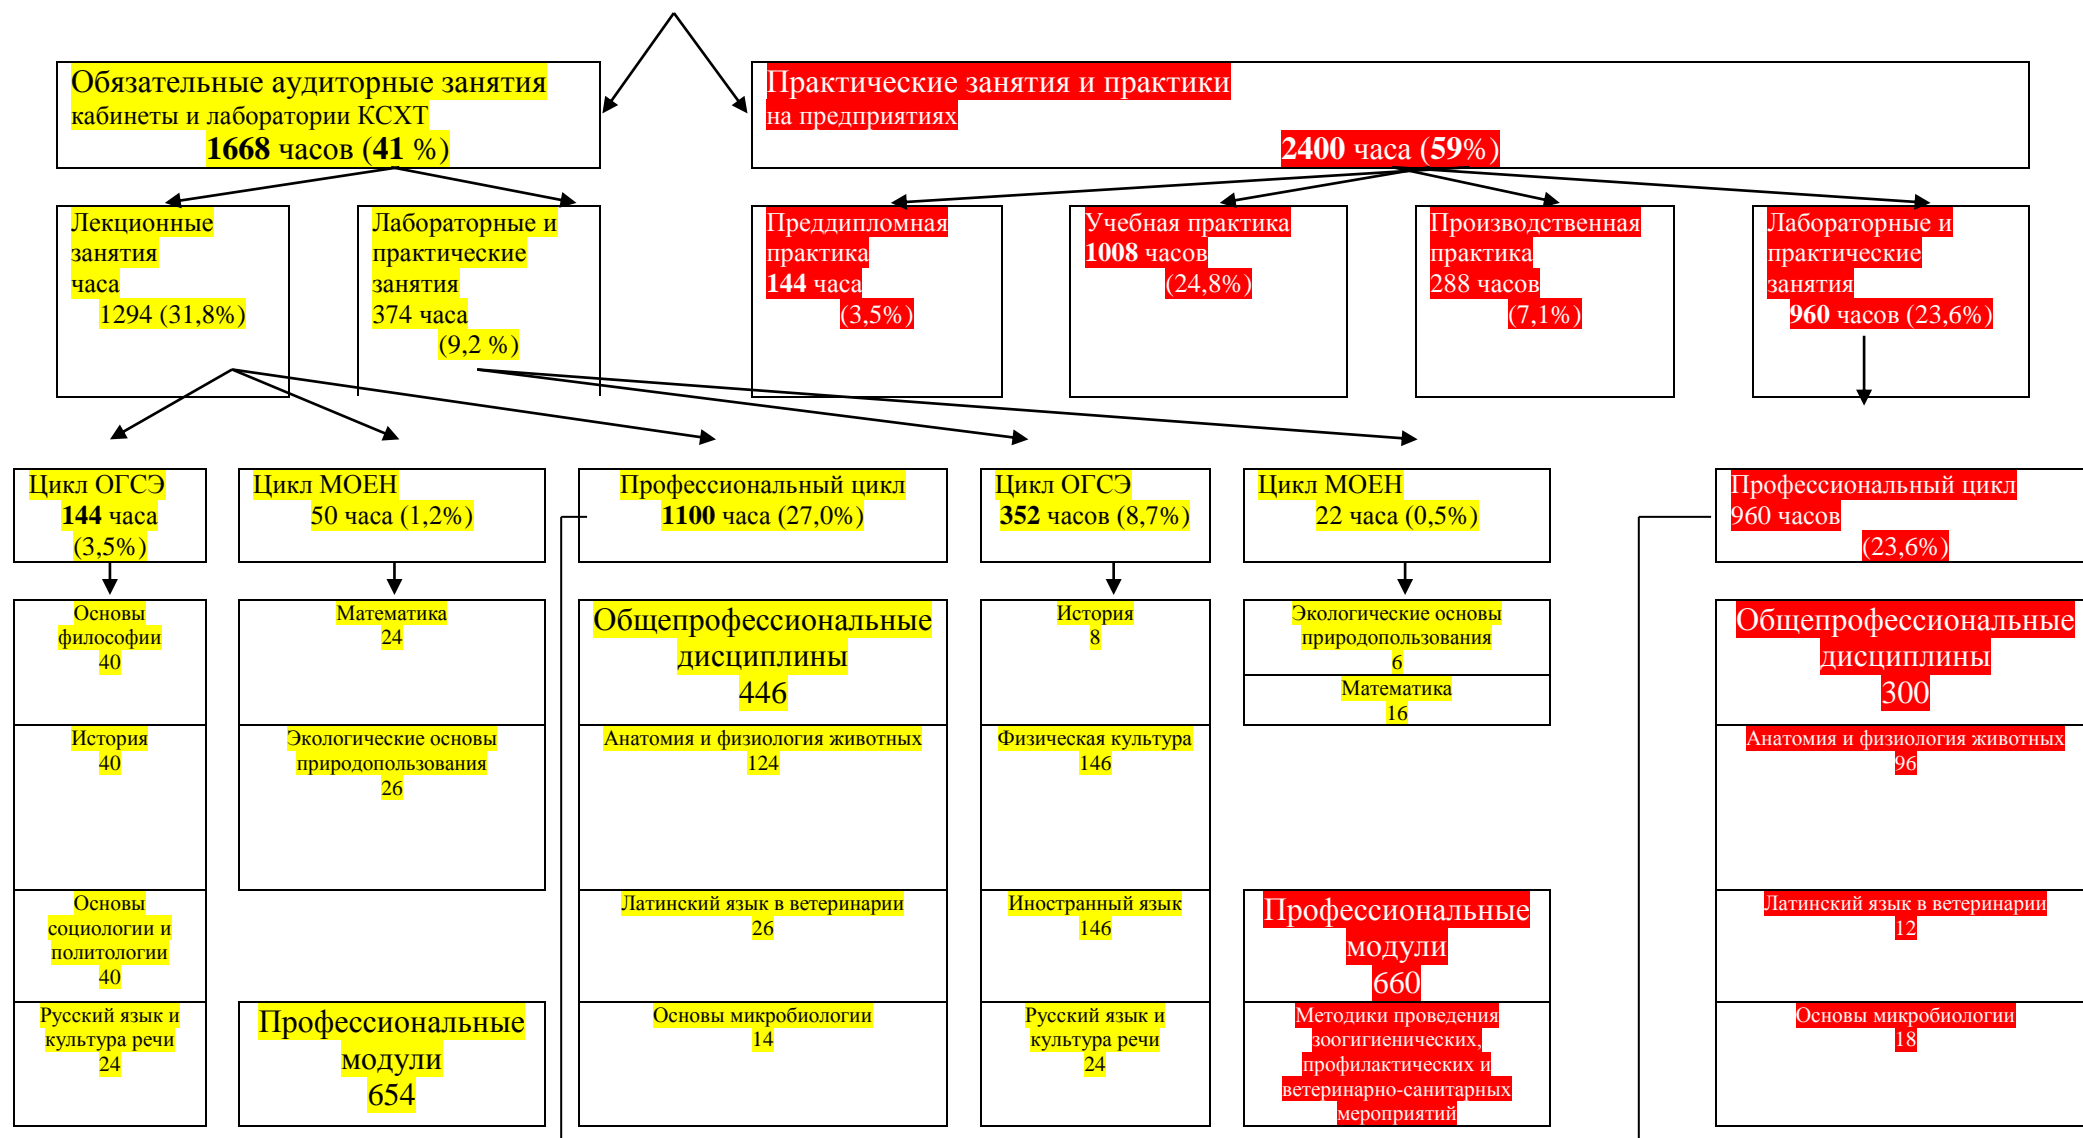 Обязательные аудиторные занятия
кабинеты и лаборатории КСХТ
1668 часов (41 %)
Практические занятия и практики
на предприятиях
2400 часа (59%)
Лекционные
занятия
часа
1294 (31,8%)
Лабораторные и
практические
занятия
374 часа
(9,2 %)
Преддипломная
практика
144 часа
(3,5%)
Учебная практика
1008 часов
(24,8%)
Производственная
практика
288 часов
(7,1%)
Лабораторные и
практические
занятия
960 часов (23,6%)
Цикл ОГСЭ
144 часа
(3,5%)
Цикл МОЕН
50 часа (1,2%)
Профессиональный цикл
1100 часа (27,0%)
Цикл ОГСЭ
352 часов (8,7%)
Цикл МОЕН
22 часа (0,5%)
Профессиональный цикл
960 часов
(23,6%)
Основы
философии
40
Математика
24
Общепрофессиональные
дисциплины
446
История
8
Экологические основы
природопользования
6
Математика
16
Общепрофессиональные
дисциплины
300
История
40
Экологические основы
природопользования
26
Анатомия и физиология животных
124
Физическая культура
146
Анатомия и физиология животных
96
Основы
социологии и
политологии
40
Латинский язык в ветеринарии
26
Иностранный язык
146
Профессиональные
модули
660
Латинский язык в ветеринарии
12
Русский язык и
культура речи
24
Профессиональные
модули
654
Основы микробиологии
14
Русский язык и
культура речи
24
Методики проведения
зоогигиенических,
профилактических и
ветеринарно-санитарных
мероприятий
Основы микробиологии
18